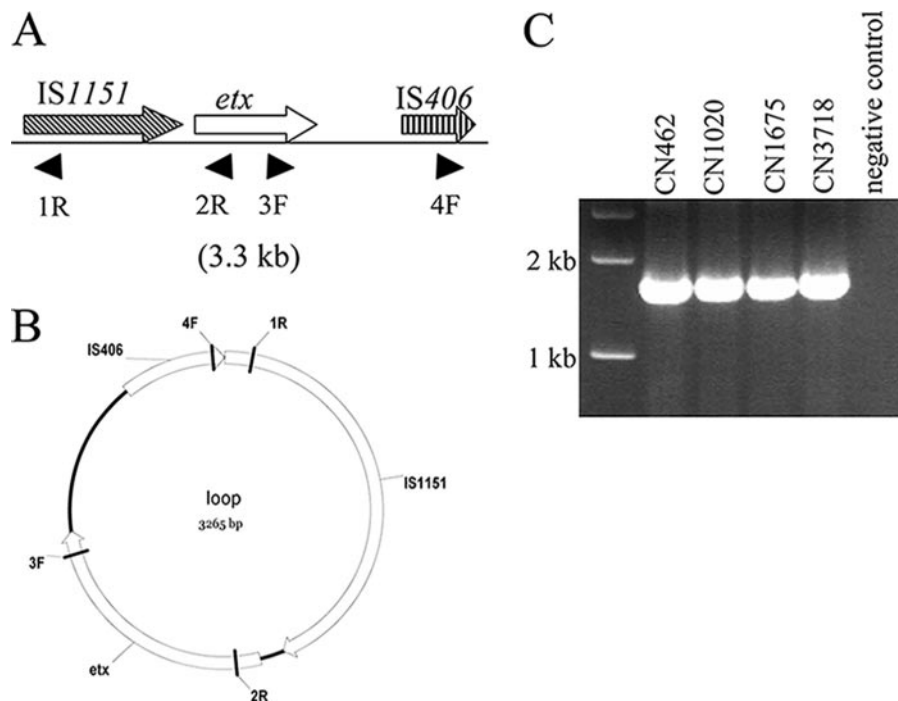 A
IS1151 etx IS406
1R 2R 3F 4F
(3.3 kb)
B
4F 1R
IS406
IS1151
loop
3265 bp
3F
etx
2R
C
CN462 CN1020 CN1675 CN3718 negative control
2 kb
1 kb